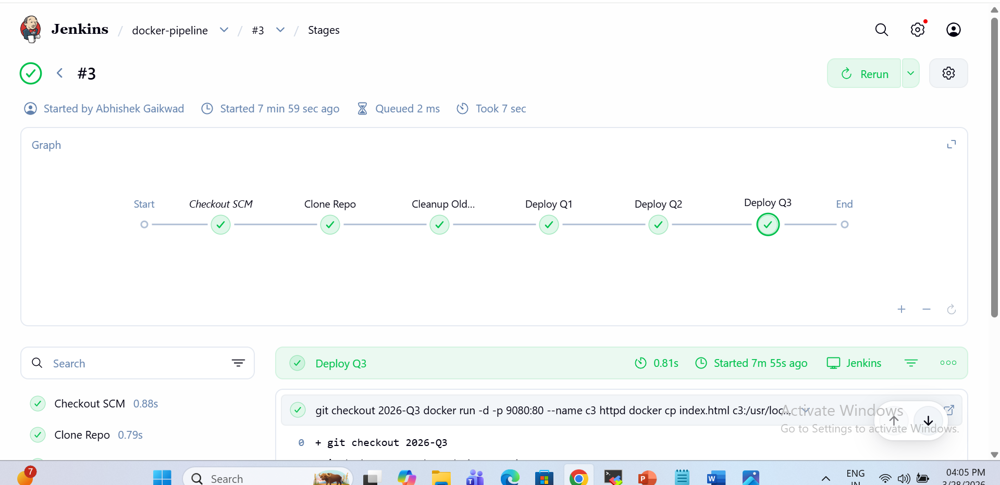 Jenkins / docker-pipeline / #3 / Stages
#3
Rerun
Started by Abhishek Gaikwad Started 7 min 59 sec ago Queued 2 ms Took 7 sec
Graph
Start Checkout SCM Clone Repo Cleanup Old... Deploy Q1 Deploy Q2 Deploy Q3 End
Search
Deploy Q3 0.81s Started 7m 55s ago Jenkins
Checkout SCM 0.88s
git checkout 2026-Q3 docker run -d -p 9080:80 --name c3 httpd docker cp index.html c3:/usr/loc...
Activate Windows
Go to Settings to activate Windows.
Clone Repo 0.79s
0 + git checkout 2026-Q3
7
Search
ENG
IN
04:05 PM
3/28/2026